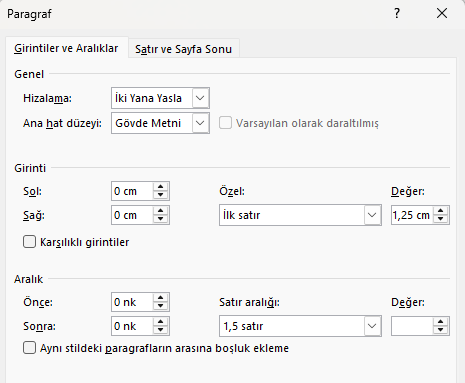 Paragraf ? ×
Girintiler ve Aralıklar Satır ve Sayfa Sonu
Genel
Hizalama: İki Yana Yasla
Ana hat düzeyi: Gövde Metni Varsayılan olarak daraltılmış
Girinti
Sol: 0 cm Özel: Değer:
Sağ: 0 cm İlk satır 1,25 cm
Karşılıklı girintiler
Aralık
Önce: 0 nk Satır aralığı: Değer:
Sonra: 0 nk 1,5 satır
Aynı stildeki paragrafların arasına boşluk ekleme